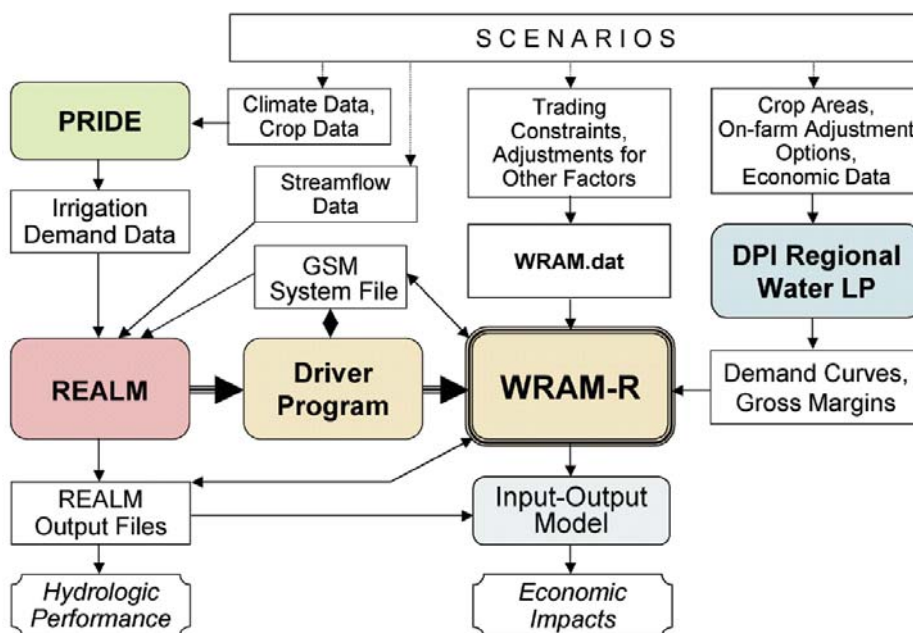 SCENARIOS
PRIDE
Climate Data,
Crop Data
Trading
Constraints,
Adjustments for
Other Factors
Crop Areas,
On-farm Adjustment
Options,
Economic Data
Streamflow
Data
Irrigation
Demand Data
GSM
System File
WRAM.dat
DPI Regional
Water LP
REALM
Driver
Program
WRAM-R
Demand Curves,
Gross Margins
REALM
Output Files
Input-Output
Model
Hydrologic
Performance
Economic
Impacts